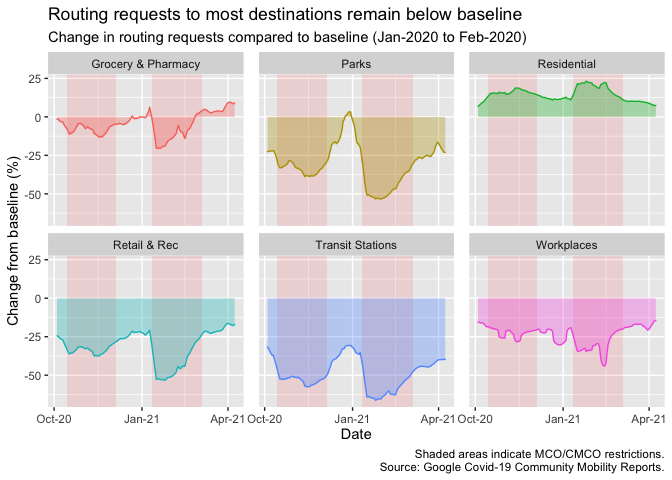 Routing requests to most destinations remain below baseline
Change in routing requests compared to baseline (Jan-2020 to Feb-2020)
Grocery & Pharmacy
Parks
Residential
25
0
-25
-50
Change from baseline (%)
Retail & Rec
Transit Stations
Workplaces
25
0
-25
-50
Oct-20 Jan-21 Apr-21
Oct-20 Jan-21 Apr-21
Oct-20 Jan-21 Apr-21
Date
Shaded areas indicate MCO/CMCO restrictions.
Source: Google Covid-19 Community Mobility Reports.